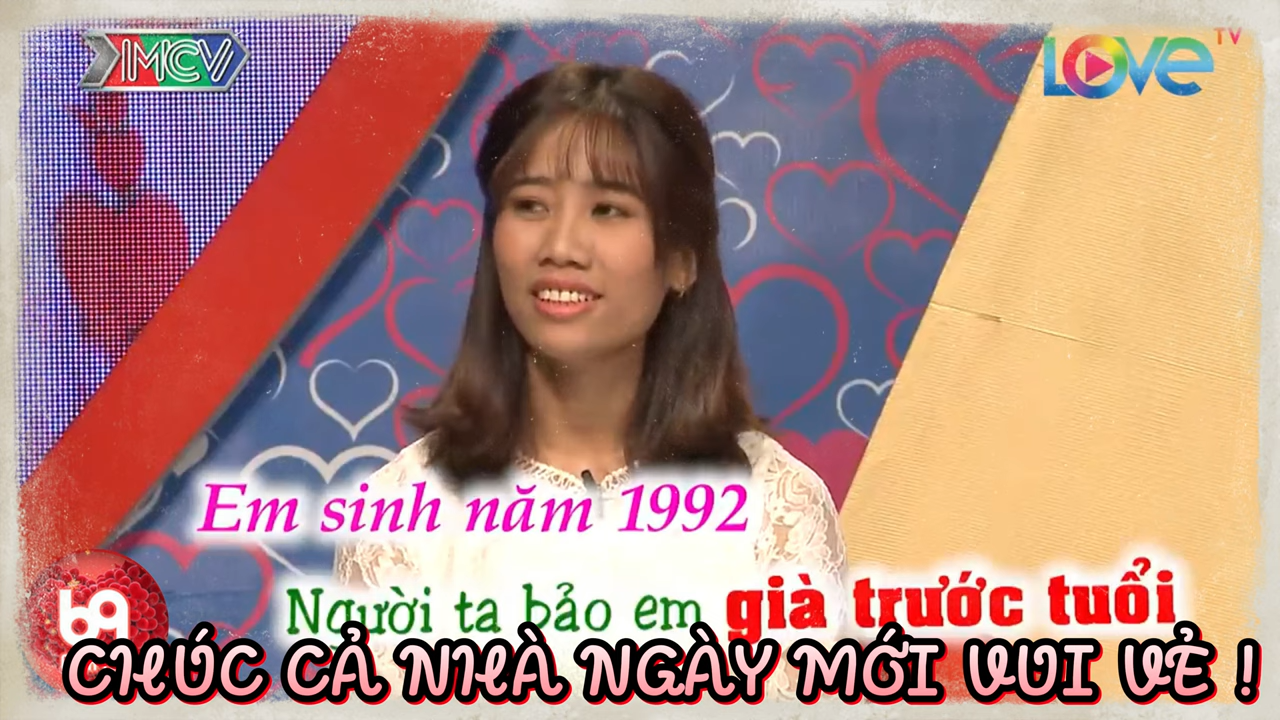 MCV
LOVE TV
Em sinh năm 1992
Người ta bảo em già trước tuổi
CHÚC CẢ NHÀ NGÀY MỚI VUI VẺ !